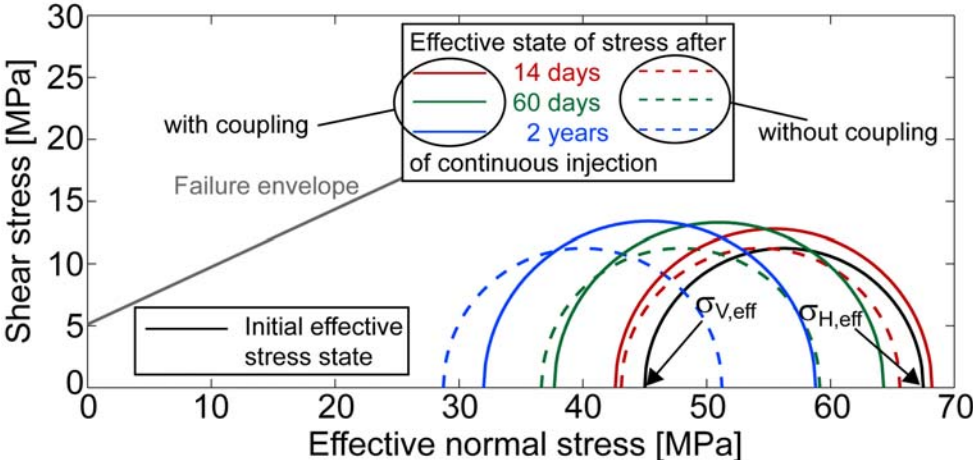 30
25
20
15
10
5
0
Shear stress [MPa]
Effective state of stress after
14 days
60 days
2 years
of continuous injection
with coupling
without coupling
Failure envelope
Initial effective
stress state
σV,eff
σH,eff
0 10 20 30 40 50 60 70
Effective normal stress [MPa]